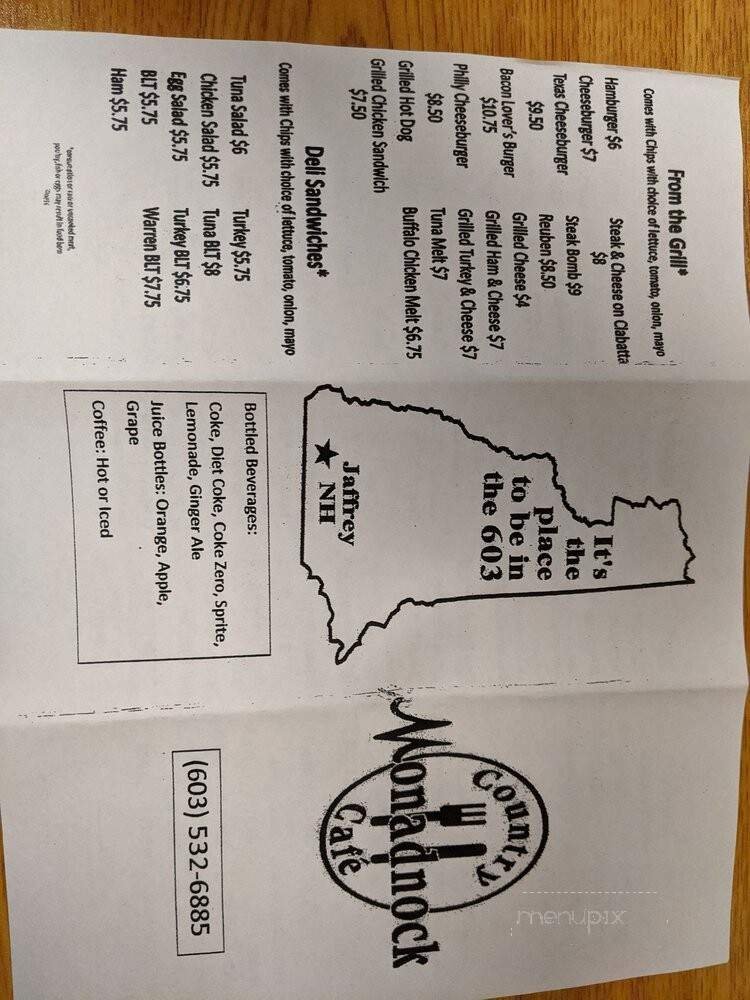 From the Grill*
Comes with Chips with choice of lettuce, tomato, onion, mayo
Hamburger $6
Cheeseburger $7
Texas Cheeseburger
$9.50
Bacon Lover's Burger
$10.75
Philly Cheeseburger
$8.50
Grilled Hot Dog
Grilled Chicken Sandwich
$7.50
Steak & Cheese on CIabatta
$8
Steak Bomb $9
Reuben $8.50
Grilled Cheese $4
Grilled Ham & Cheese $7
Grilled Turkey & Cheese $7
Tuna Melt $7
Buffalo Chicken Melt $6.75
Deli Sandwiches*
Comes with Chips with choice of lettuce, tomato, onion, mayo
Tuna Salad $6
Chicken Salad $5.75
Egg Salad $5.75
BLT $5.75
Ham $5.75
Turkey $5.75
Tuna BLT $8
Turkey BLT $6.75
Warren BLT $7.75
It's
the
place
to be in
the 603
Jaffrey
NH
Bottled Beverages:
Coke, Diet Coke, Coke Zero, Sprite,
Lemonade, Ginger Ale
Juice Bottles: Orange, Apple,
Grape
Coffee: Hot or Iced
Country
Monadnock
Café
(603) 532-6885
menupix